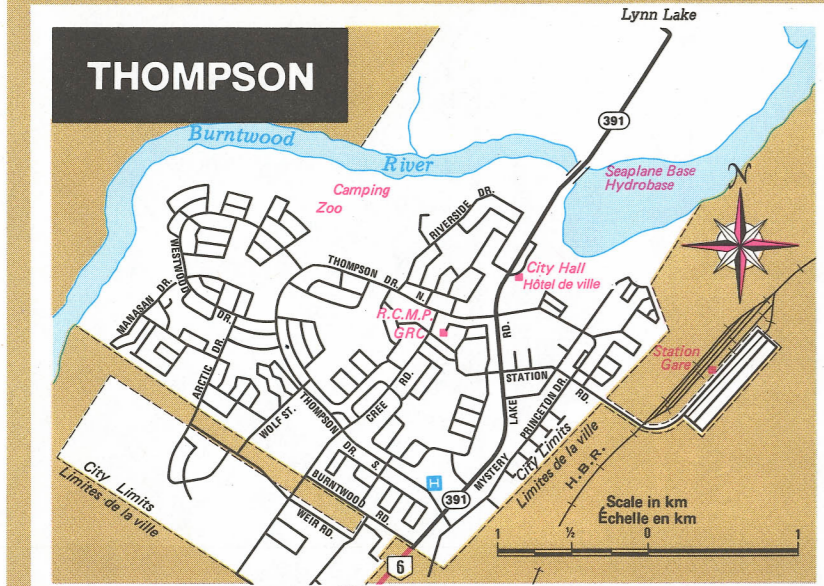 Lynn Lake
THOMPSON
391
Burntwood
River
Seaplane Base
Hydrobase
Camping
Zoo
N
RIVERSIDE DR.
WESTWOOD
DR.
THOMPSON DR. N.
City Hall
Hôtel de ville
MANASAN DR.
R.C.M.P.
GRC
RD.
Station
Gare
ARCTIC DR.
STATION
RD.
CREE RD.
PRINCETON DR.
THOMPSON
DR. S.
WOLF ST.
LAKE
MYSTERY
City Limits
Limites de la ville
H.B.R.
City Limits
Limites de la ville
BURNTWOOD
RD.
H
391
WEIR RD.
Scale in km
Échelle en km
1
½
0
1
6